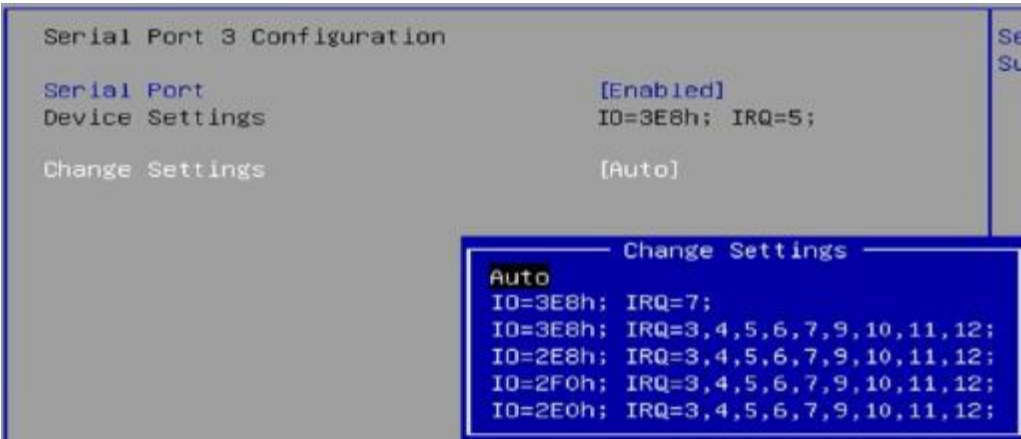 Serial Port 3 Configuration
Se
Su
Serial Port [Enabled]
Device Settings IO=3E8h; IRQ=5;
Change Settings [Auto]
Change Settings
Auto
IO=3E8h; IRQ=7;
IO=3E8h; IRQ=3,4,5,6,7,9,10,11,12;
IO=2E8h; IRQ=3,4,5,6,7,9,10,11,12;
IO=2F0h; IRQ=3,4,5,6,7,9,10,11,12;
IO=2E0h; IRQ=3,4,5,6,7,9,10,11,12;